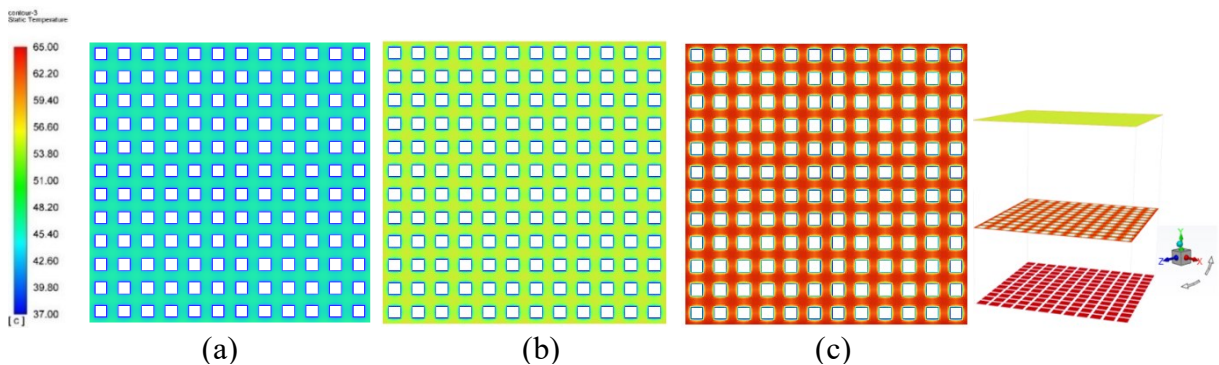 contour-3
Static Temperature
65.00
62.20
59.40
56.60
53.80
51.00
48.20
45.40
42.60
39.80
37.00
[ C ]
(a)
(b)
(c)
Y
Z
X